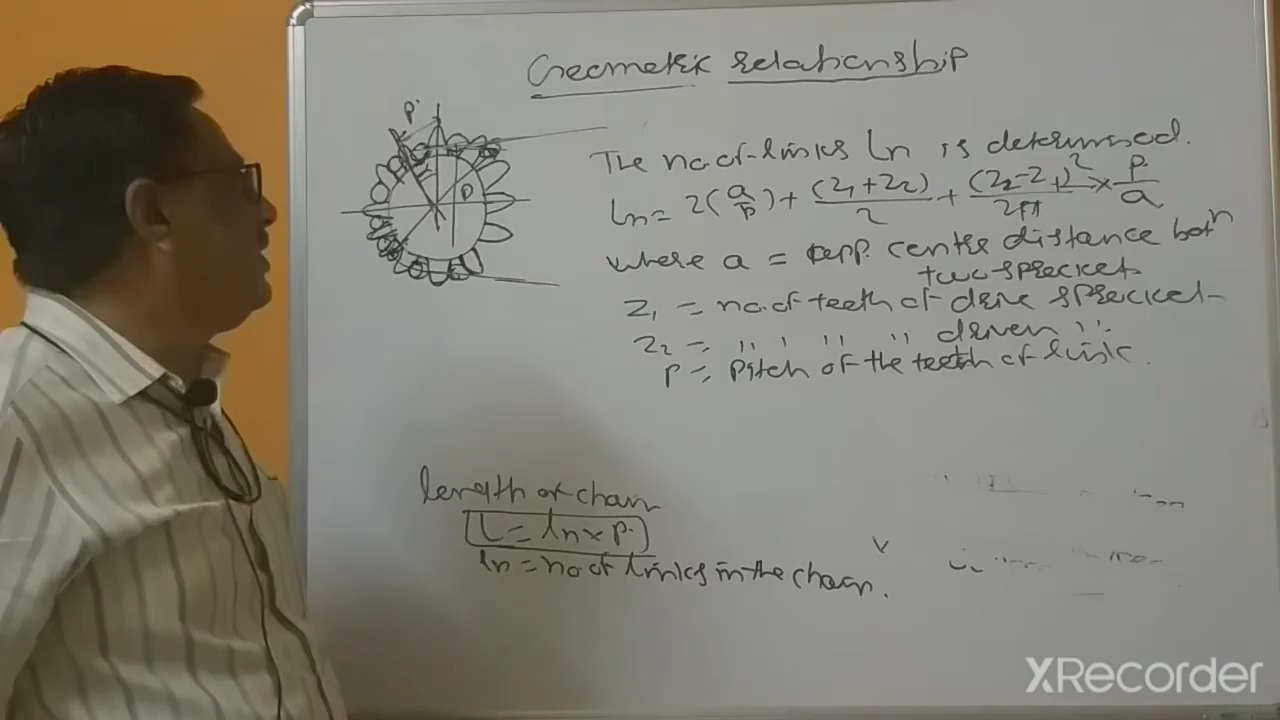 Geometric relationship
P
P
The no. of links Ln is determined.
Ln = 2(a/p) + (Z1+Z2)/2 + (Z2-Z1)²/2π × P/a
where a = app. centre distance betn
two sprocket
Z1 = no. of teeth of drive sprocket
Z2 = ,, ,, ,, ,, driven ,,
P = Pitch of the teeth of link.
length of chain
L = Ln × P.
Ln = no. of links in the chain.
XRecorder